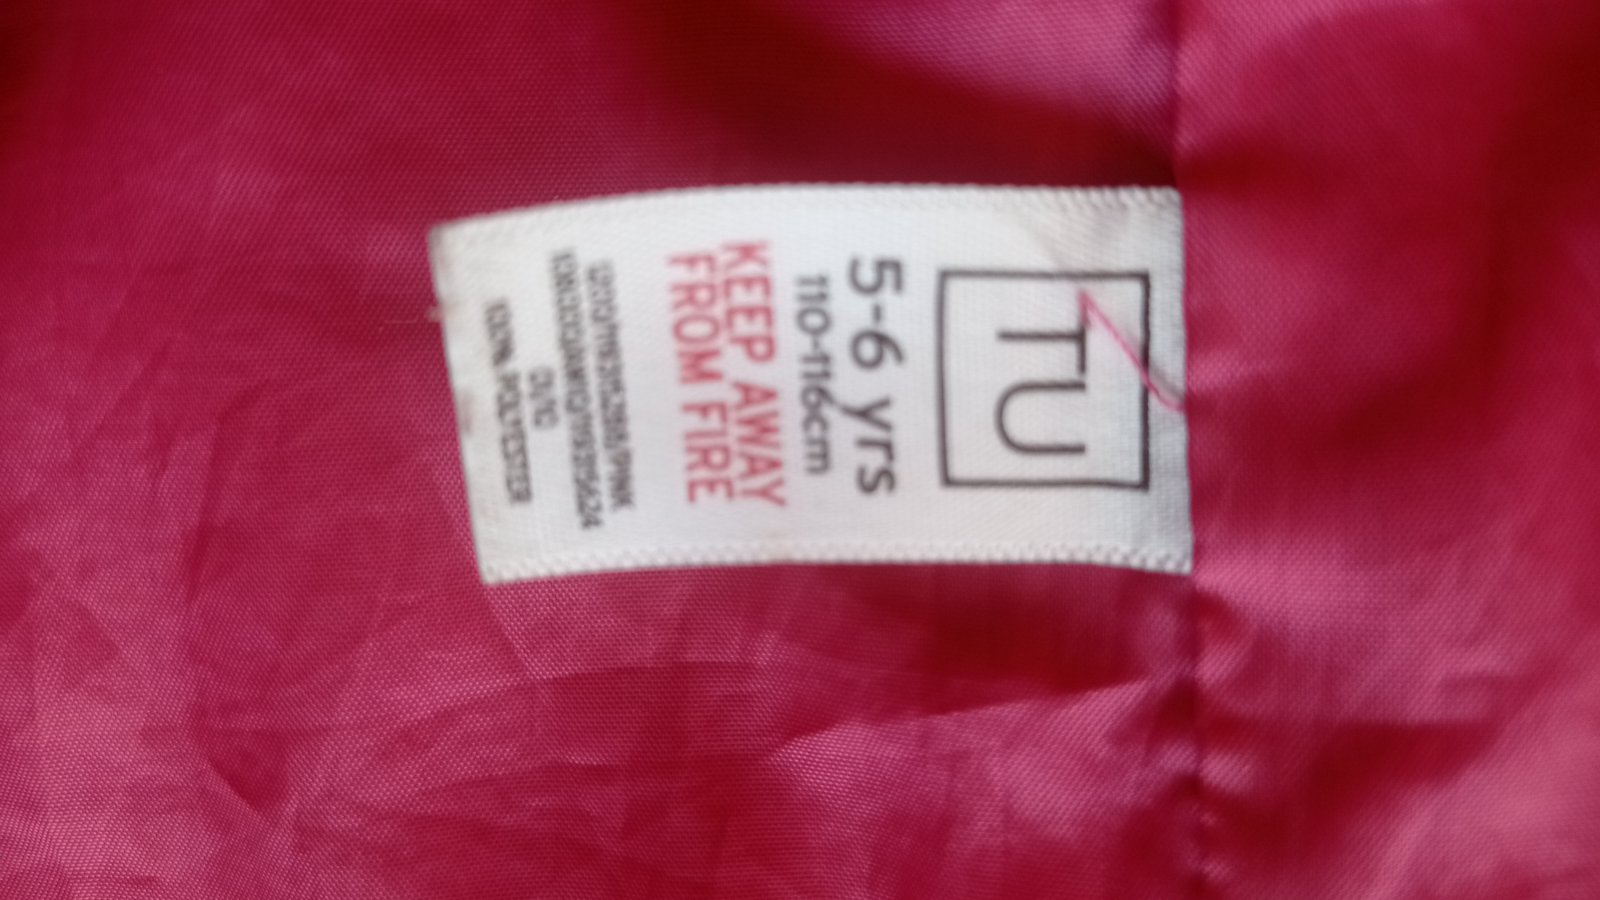 TU
5-6 yrs
110-116cm
KEEP AWAY
FROM FIRE
100% POLYESTER